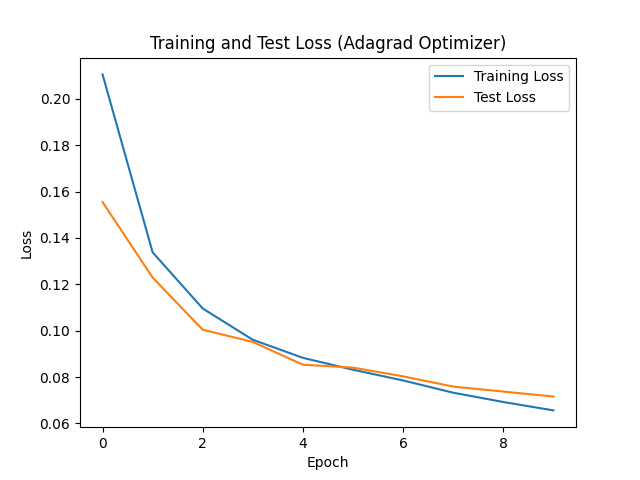 Training and Test Loss (Adagrad Optimizer)
Training Loss
Test Loss
0.20
0.18
0.16
0.14
0.12
0.10
0.08
0.06
Loss
0 2 4 6 8
Epoch